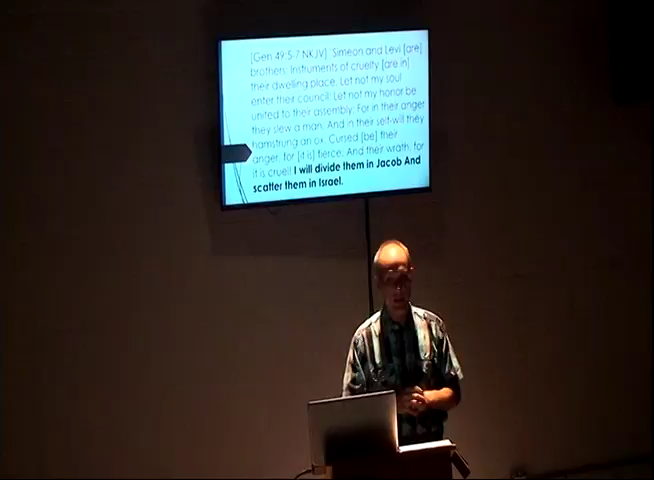 [Gen 49:5-7 NKJV] Simeon and Levi [are]
brothers; Instruments of cruelty [are in]
their dwelling place. Let not my soul
enter their council; Let not my honor be
united to their assembly; For in their anger
they slew a man, And in their self-will they
hamstrung an ox. Cursed [be] their
anger, for [it is] fierce; And their wrath, for
it is cruel! I will divide them in Jacob And
scatter them in Israel.